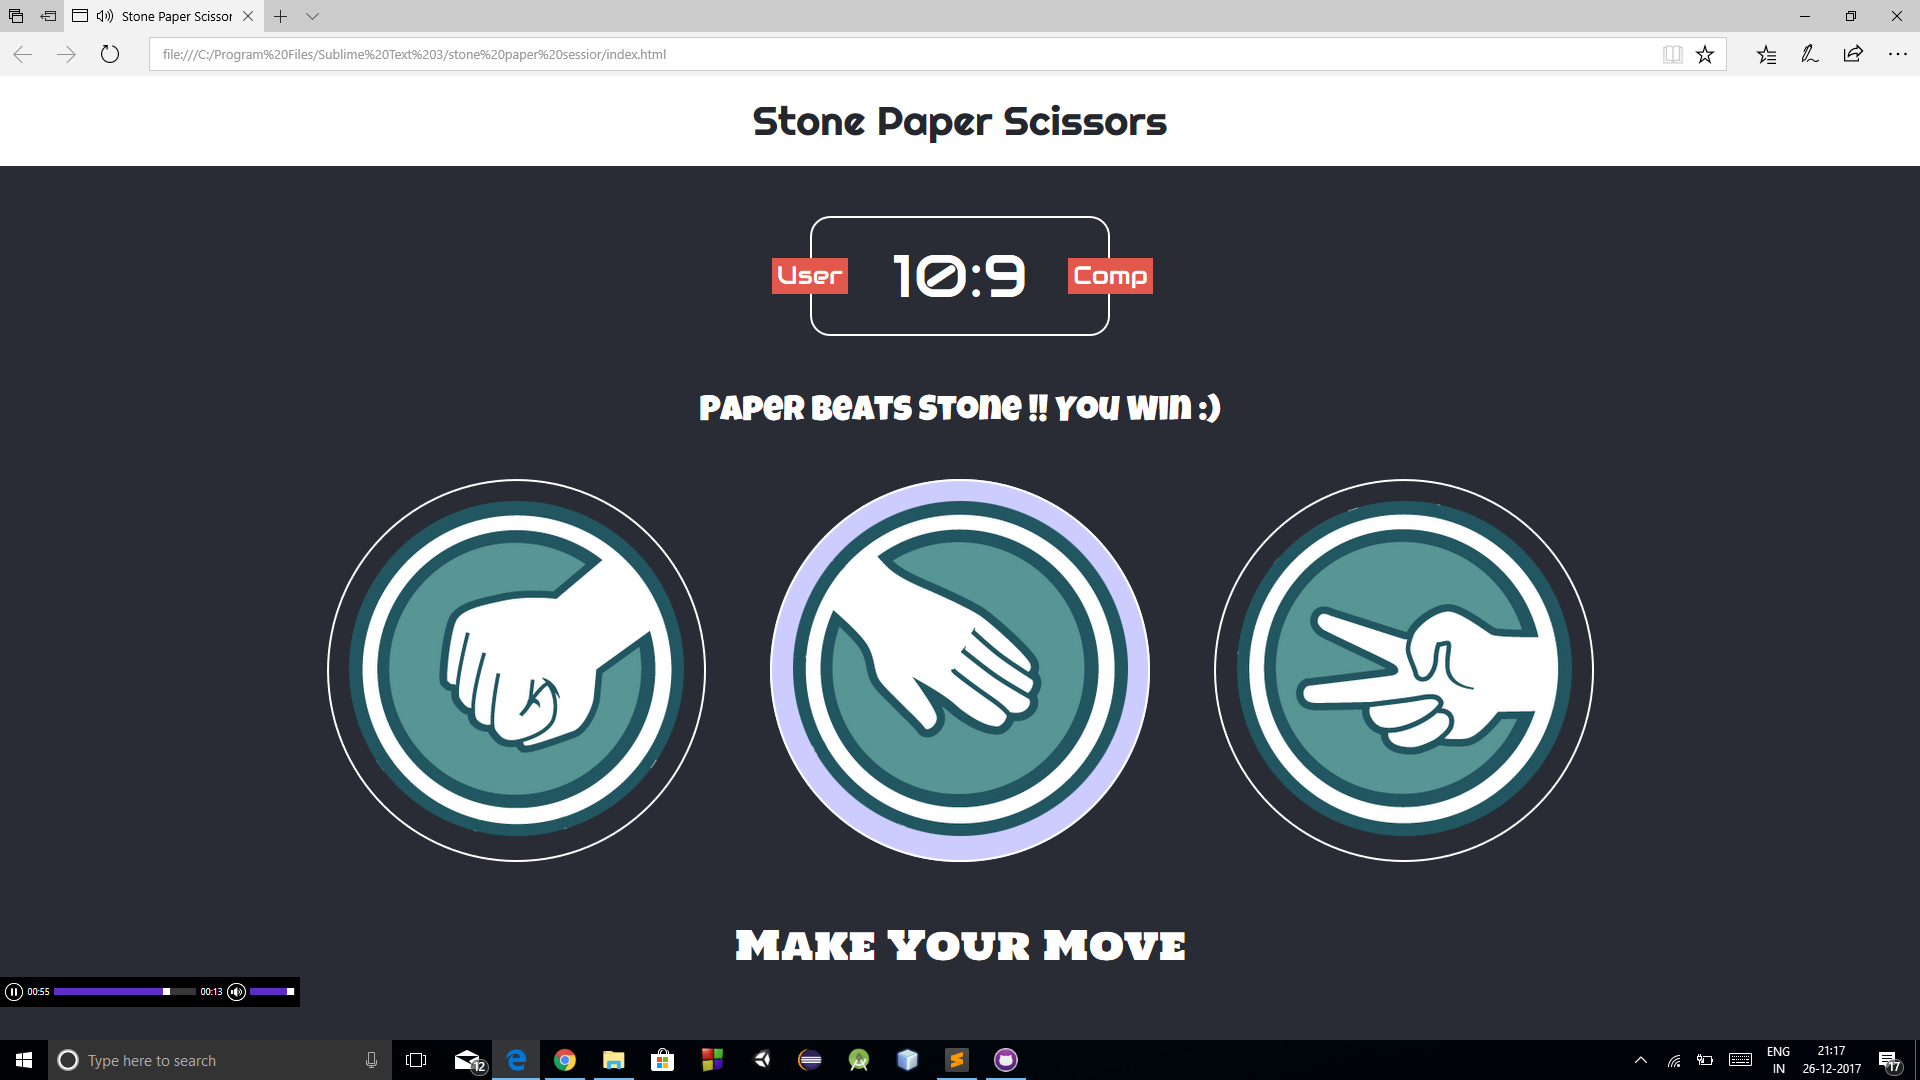 Stone Paper Scissor
file:///C:/Program%20Files/Sublime%20Text%203/stone%20paper%20sessior/index.html
Stone Paper Scissors
User
10:9
Comp
Paper beats Stone !! You Win :)
Make Your Move
00:55
00:13
Type here to search
12
ENG
IN
21:17
26-12-2017
17